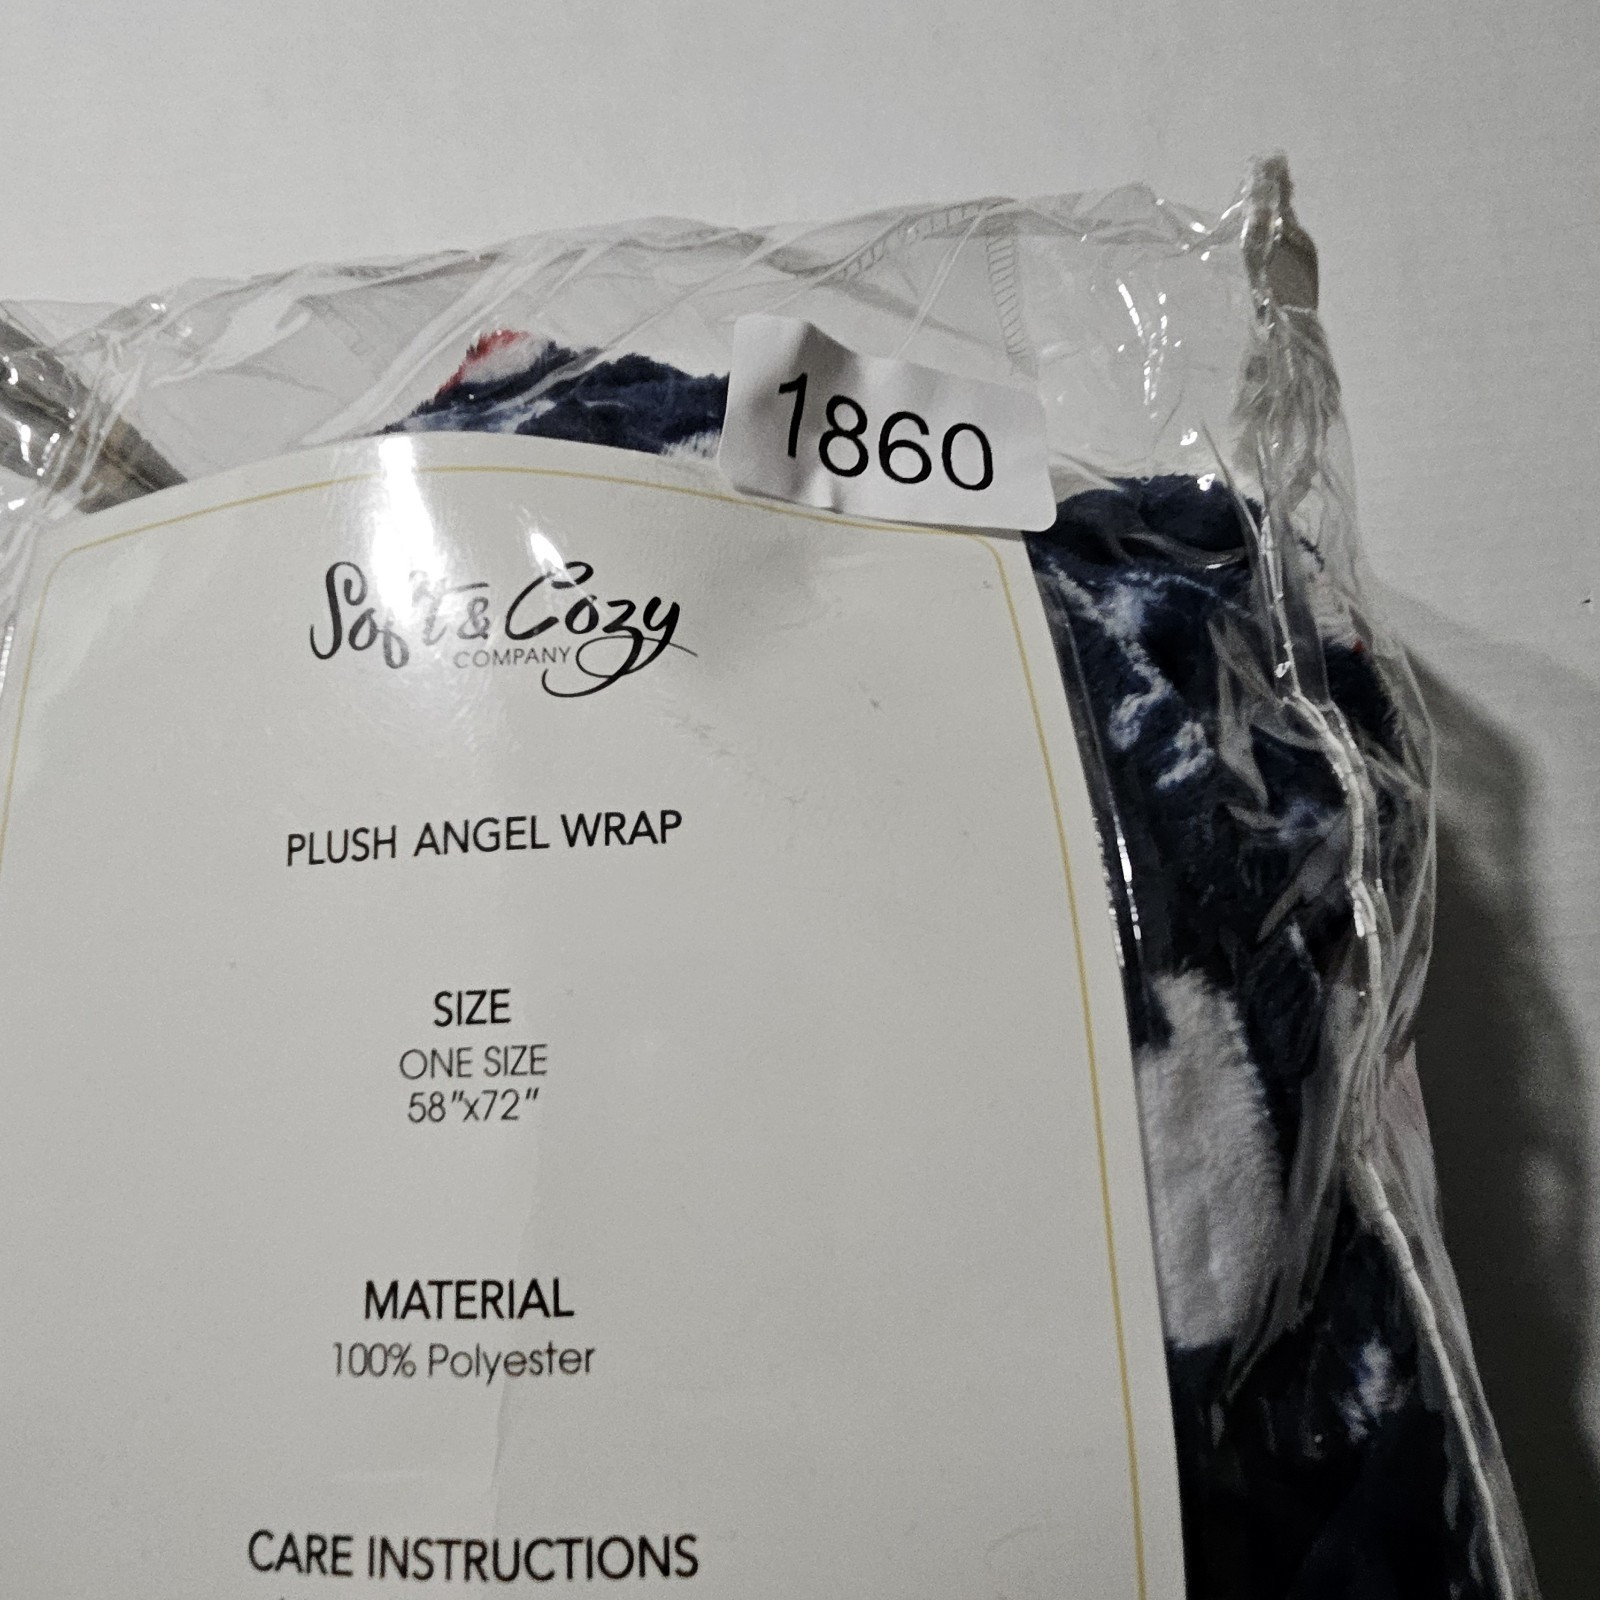 1860
Soft & Cozy
COMPANY
PLUSH ANGEL WRAP
SIZE
ONE SIZE
58"x72"
MATERIAL
100% Polyester
CARE INSTRUCTIONS